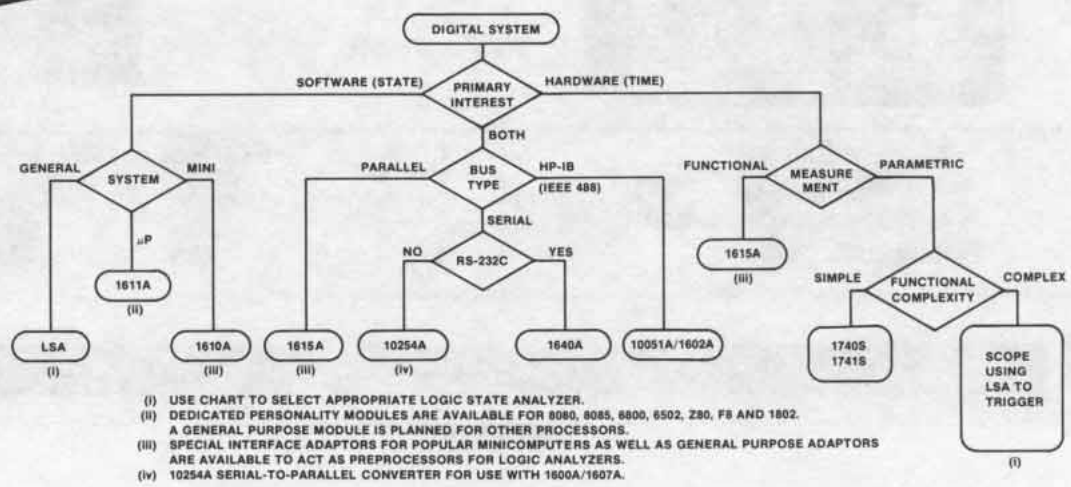 DIGITAL SYSTEM
SOFTWARE (STATE)
PRIMARY
INTEREST
HARDWARE (TIME)
BOTH
GENERAL
SYSTEM
MINI
µP
PARALLEL
BUS
TYPE
HP-IB
(IEEE 488)
SERIAL
NO
RS-232C
YES
FUNCTIONAL
MEASURE
MENT
PARAMETRIC
1615A
(iii)
SIMPLE
FUNCTIONAL
COMPLEXITY
COMPLEX
1611A
(ii)
LSA
(i)
1610A
(iii)
1615A
(iii)
10254A
(iv)
1640A
10051A/1602A
1740S
1741S
SCOPE
USING
LSA TO
TRIGGER
(i)
(i) USE CHART TO SELECT APPROPRIATE LOGIC STATE ANALYZER.
(ii) DEDICATED PERSONALITY MODULES ARE AVAILABLE FOR 8080, 8085, 6800, 6502, Z80, F8 AND 1802.
A GENERAL PURPOSE MODULE IS PLANNED FOR OTHER PROCESSORS.
(iii) SPECIAL INTERFACE ADAPTORS FOR POPULAR MINICOMPUTERS AS WELL AS GENERAL PURPOSE ADAPTORS
ARE AVAILABLE TO ACT AS PREPROCESSORS FOR LOGIC ANALYZERS.
(iv) 10254A SERIAL-TO-PARALLEL CONVERTER FOR USE WITH 1600A/1607A.